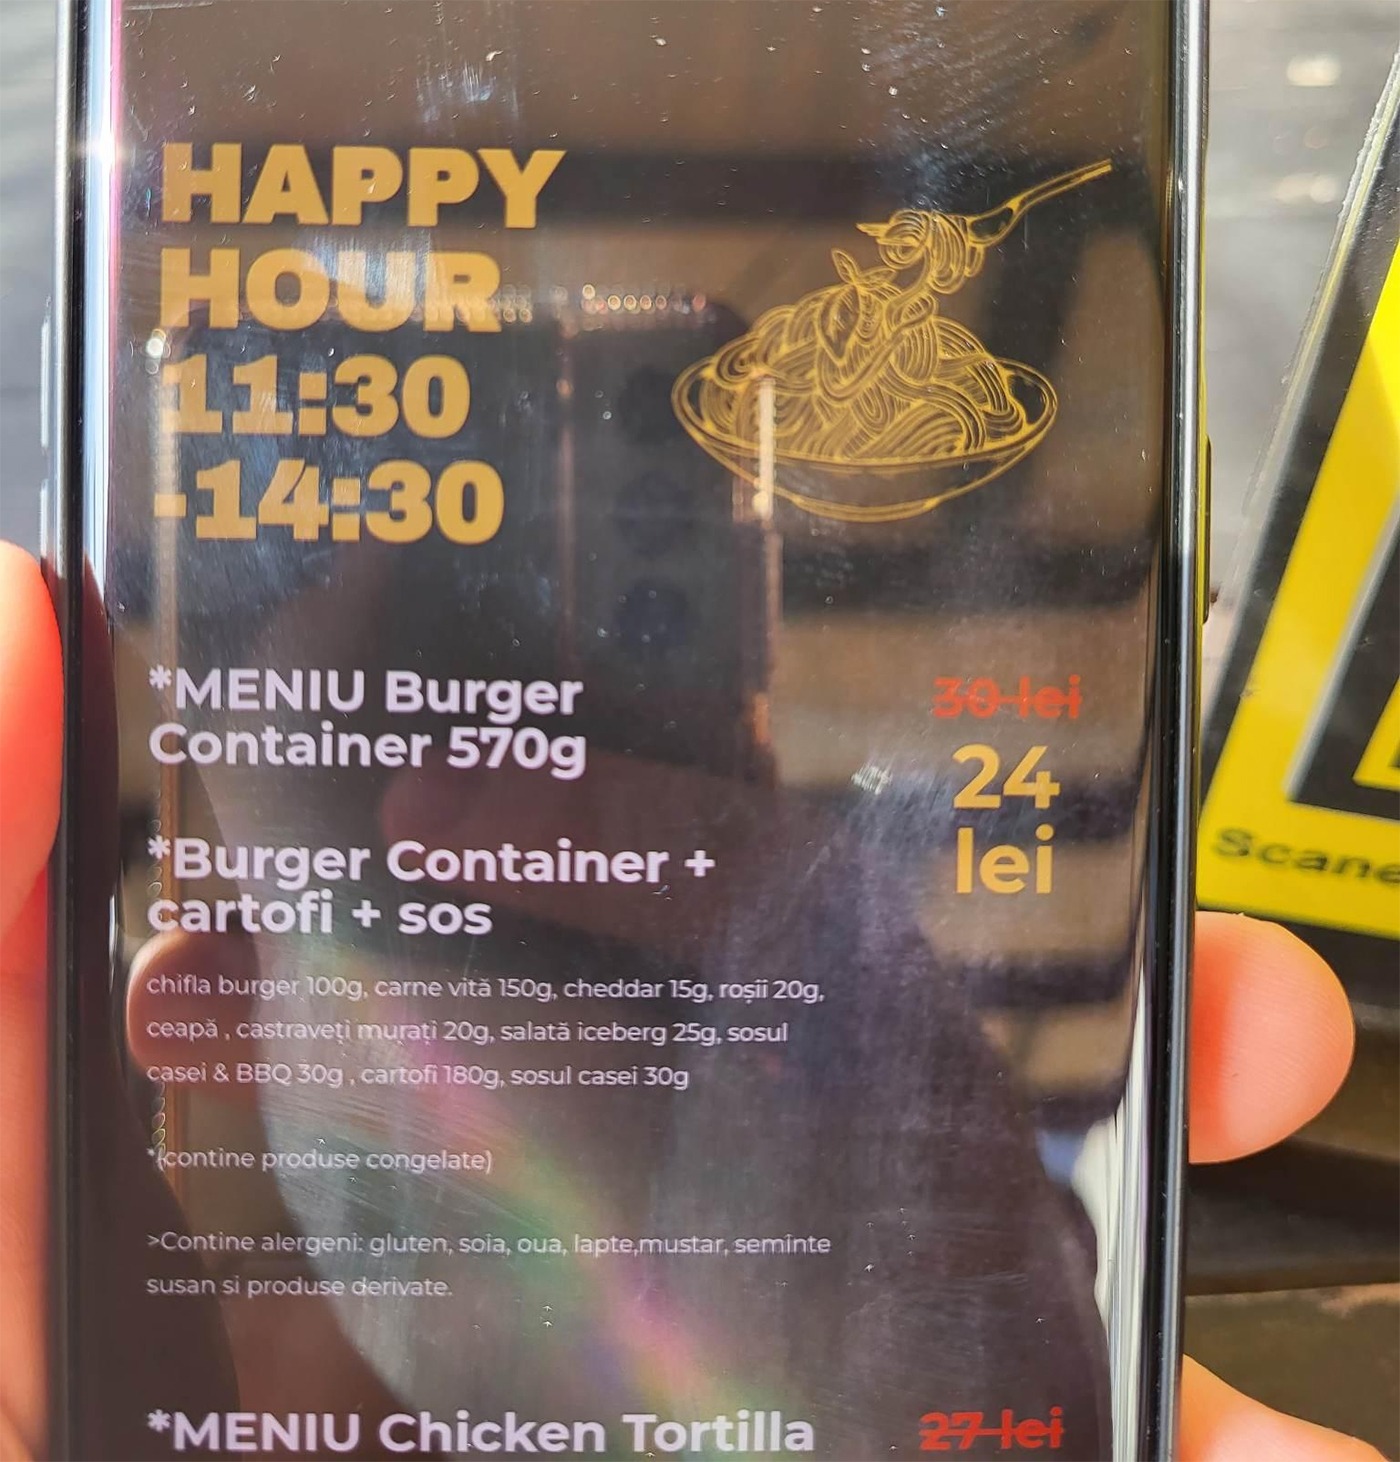 HAPPY
HOUR
11:30
-14:30
*MENIU Burger
Container 570g
30 lei
24
lei
*Burger Container +
cartofi + sos
chifla burger 100g, carne vită 150g, cheddar 15g, roșii 20g,
ceapă , castraveți murați 20g, salată iceberg 25g, sosul
casei & BBQ 30g , cartofi 180g, sosul casei 30g
*(contine produse congelate)
>Contine alergeni: gluten, soia, oua, lapte,mustar, seminte
susan si produse derivate.
*MENIU Chicken Tortilla
27 lei